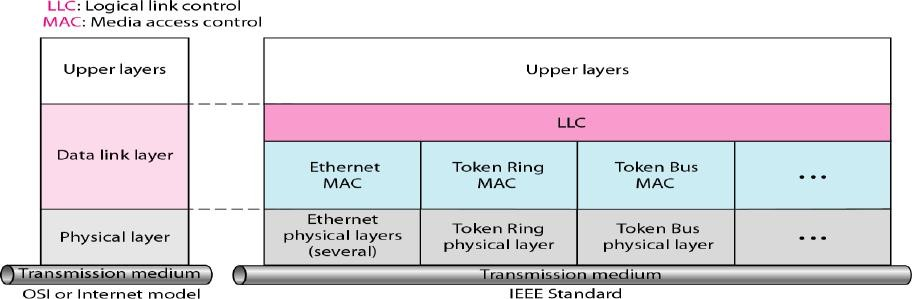 LLC: Logical link control
MAC: Media access control
Upper layers
Data link layer
Physical layer
Transmission medium
OSI or Internet model
Upper layers
LLC
Ethernet
MAC
Token Ring
MAC
Token Bus
MAC
...
Ethernet
physical layers
(several)
Token Ring
physical layer
Token Bus
physical layer
...
Transmission medium
IEEE Standard